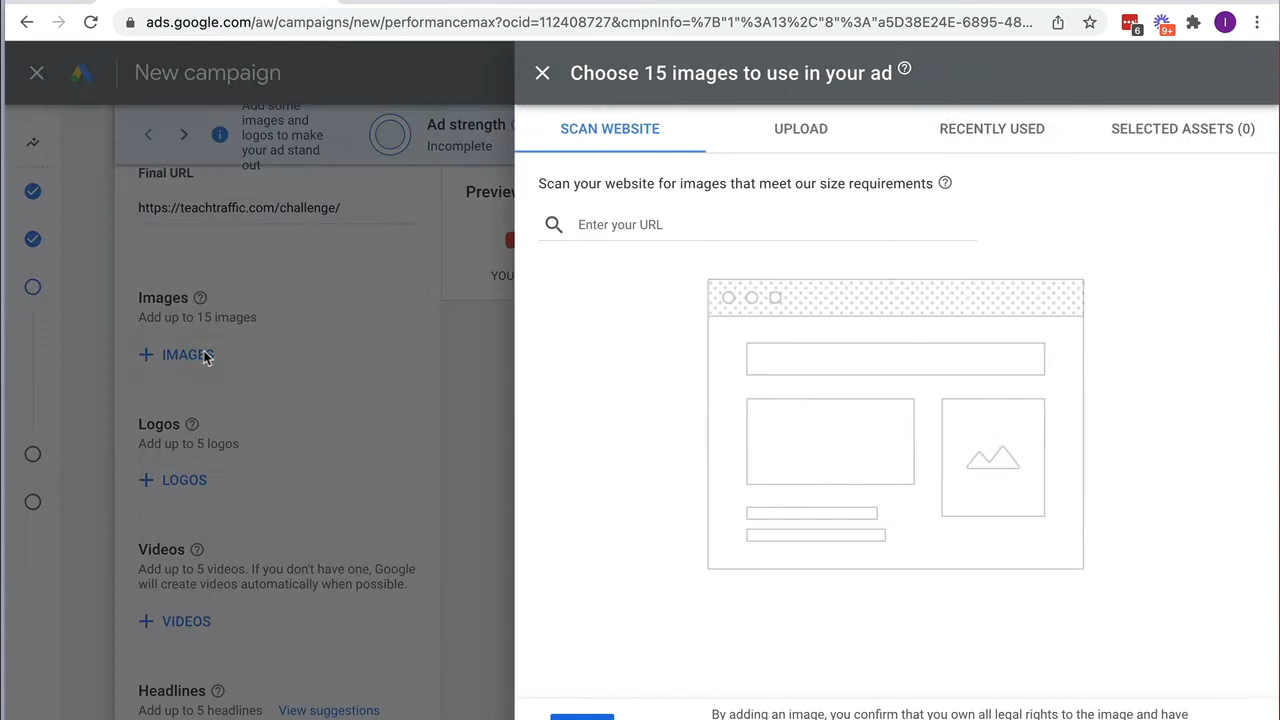 ads.google.com/aw/campaigns/new/performancemax?ocid=112408727&cmpnInfo=%7B"1"%3A13%2C"8"%3A"a5D38E24E-6895-48...
6
9+
I
New campaign
Choose 15 images to use in your ad
Add some
images and
logos to make
your ad stand
out
Ad strength
Incomplete
SCAN WEBSITE
UPLOAD
RECENTLY USED
SELECTED ASSETS (0)
Final URL
https://teachtraffic.com/challenge/
Preview
YOU
Scan your website for images that meet our size requirements
Enter your URL
Images
Add up to 15 images
+ IMAGES
Logos
Add up to 5 logos
+ LOGOS
Videos
Add up to 5 videos. If you don't have one, Google
will create videos automatically when possible.
+ VIDEOS
Headlines
Add up to 5 headlines View suggestions
By adding an image, you confirm that you own all legal rights to the image and have